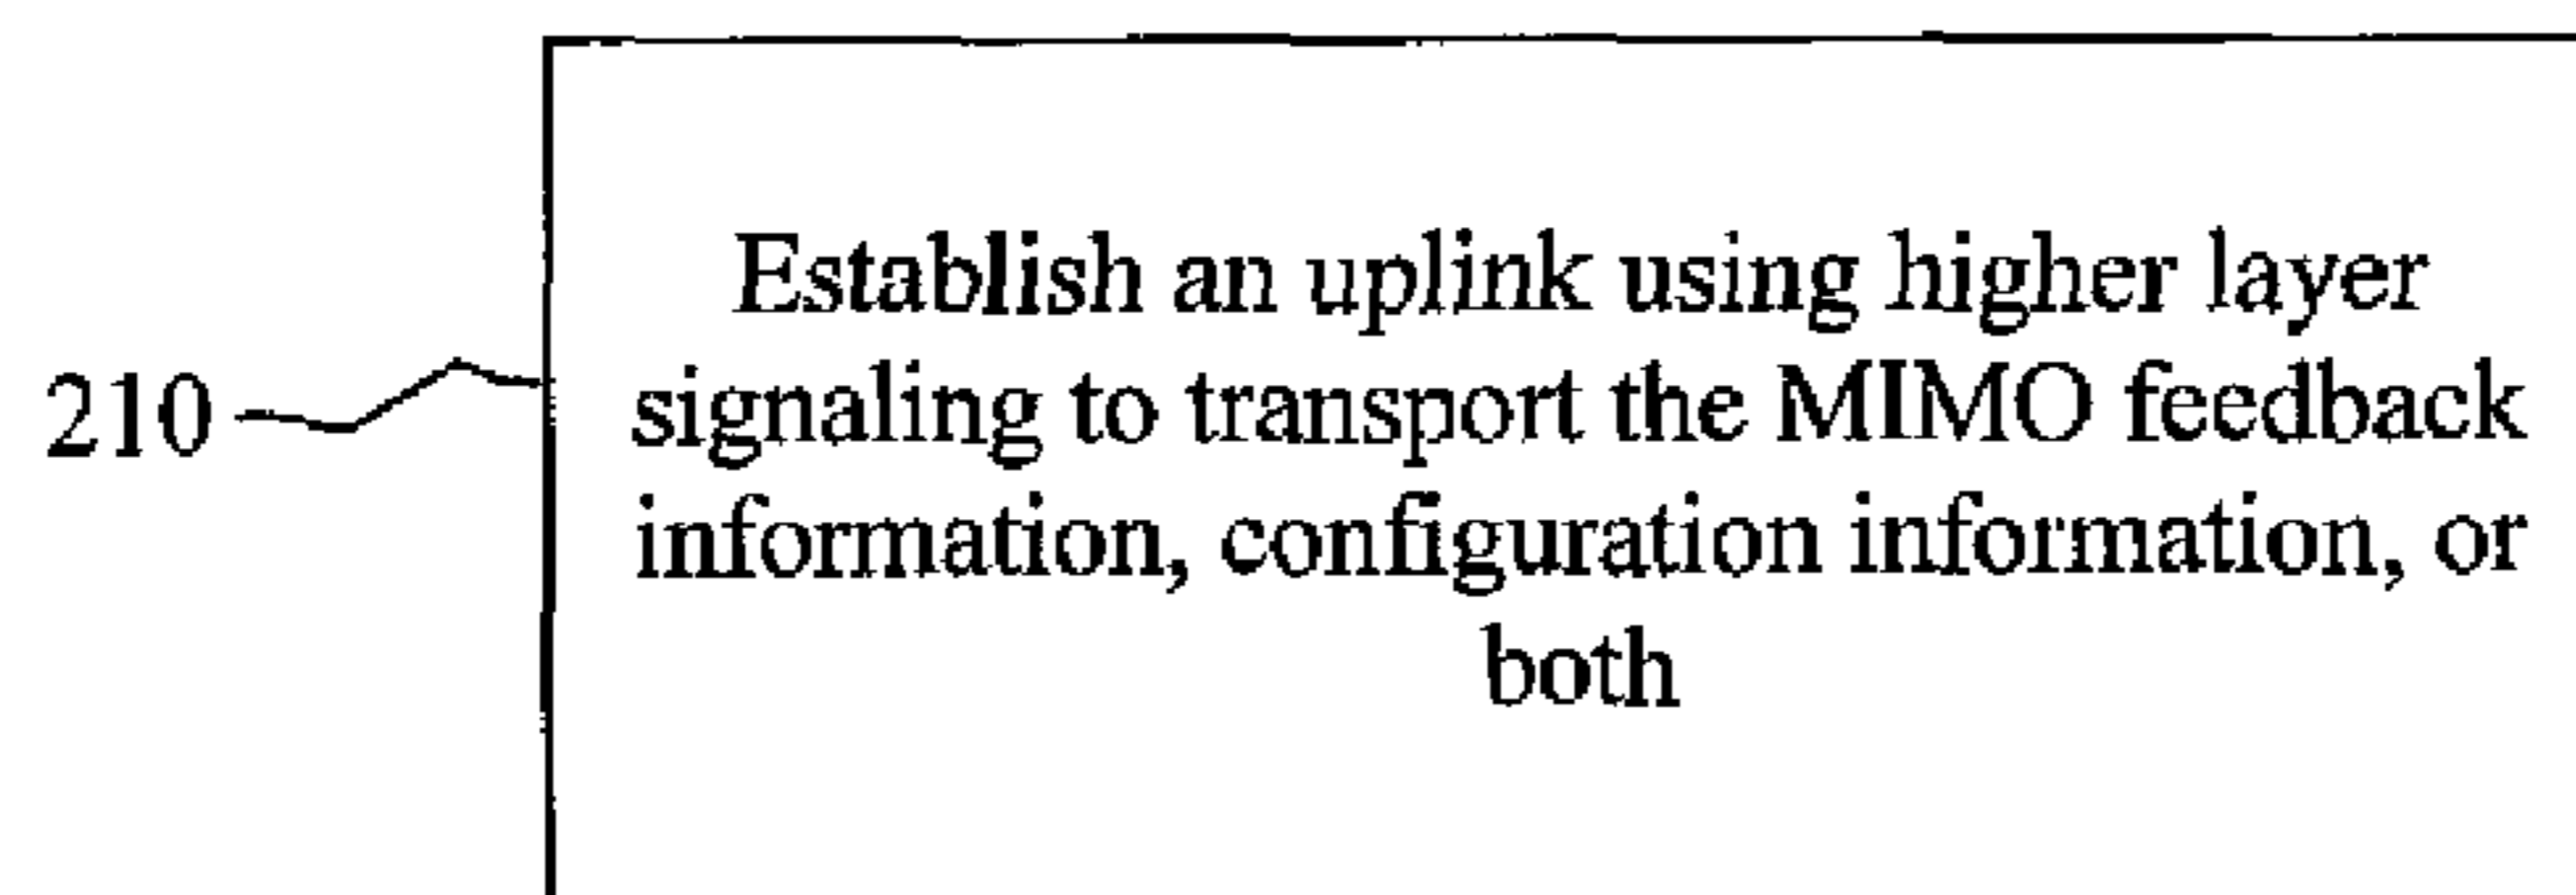 Establish an uplink using higher layer
210
signaling to transport the MIMO feedback
information, configuration information, or
both